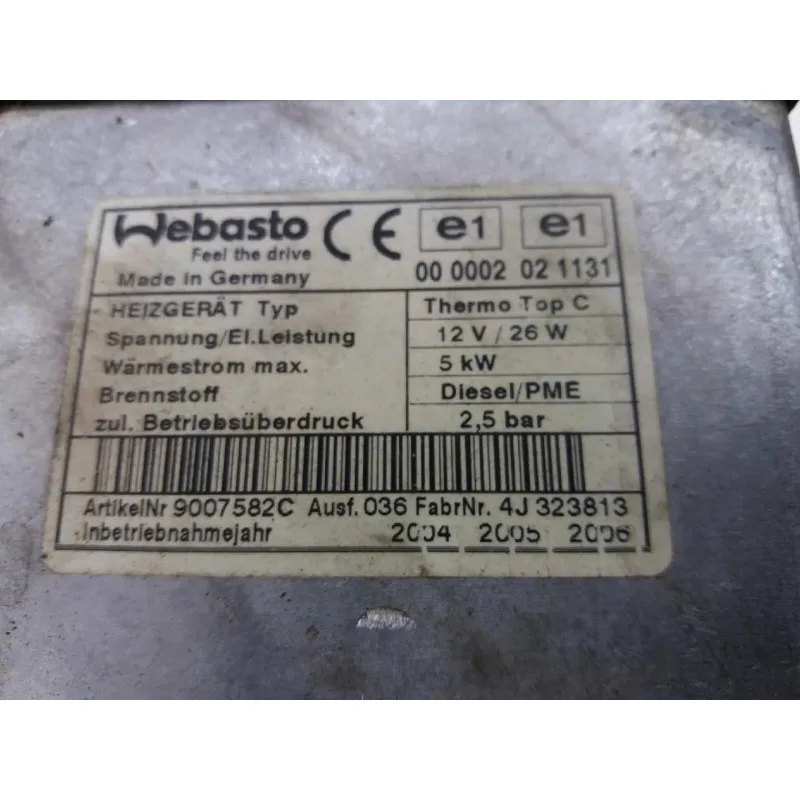 Webasto CE e1 e1
Feel the drive
Made in Germany 00 0002 02 1131
HEIZGERÄT Typ Thermo Top C
Spannung/El.Leistung 12 V / 26 W
Wärmestrom max. 5 kW
Brennstoff Diesel/PME
zul. Betriebsüberdruck 2,5 bar
ArtikelNr 9007582C Ausf. 036 FabrNr. 4J 323813
Inbetriebnahmejahr 2004 2005 2006